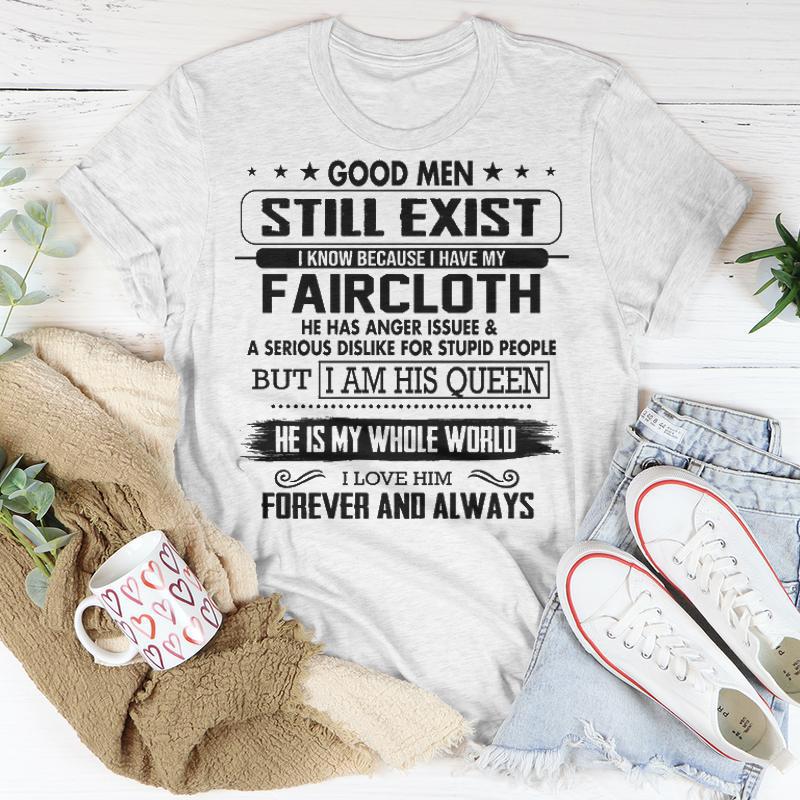 ★ ★ ★ GOOD MEN ★ ★ ★
STILL EXIST
I KNOW BECAUSE I HAVE MY
FAIRCLOTH
HE HAS ANGER ISSUEE &
A SERIOUS DISLIKE FOR STUPID PEOPLE
BUT I AM HIS QUEEN
HE IS MY WHOLE WORLD
I LOVE HIM
FOREVER AND ALWAYS